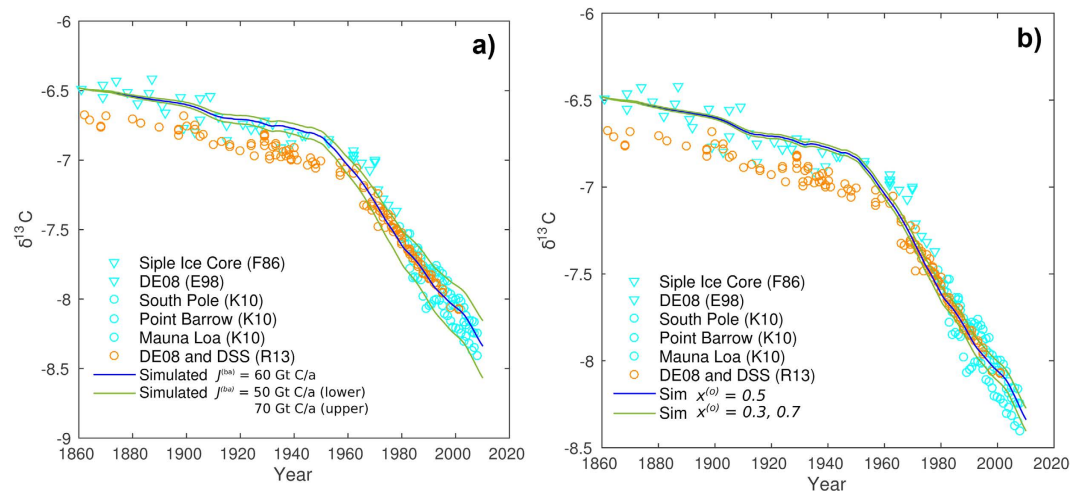 a)
-6
-6.5
-7
-7.5
-8
-8.5
-9
δ¹³C
Siple Ice Core (F86)
DE08 (E98)
South Pole (K10)
Point Barrow (K10)
Mauna Loa (K10)
DE08 and DSS (R13)
Simulated J⁽ᵇᵃ⁾ = 60 Gt C/a
Simulated J⁽ᵇᵃ⁾ = 50 Gt C/a (lower)
70 Gt C/a (upper)
1860 1880 1900 1920 1940 1960 1980 2000 2020
Year
b)
-6
-6.5
-7
-7.5
-8
-8.5
δ¹³C
Siple Ice Core (F86)
DE08 (E98)
South Pole (K10)
Point Barrow (K10)
Mauna Loa (K10)
DE08 and DSS (R13)
Sim x⁽ᵒ⁾ = 0.5
Sim x⁽ᵒ⁾ = 0.3, 0.7
1860 1880 1900 1920 1940 1960 1980 2000 2020
Year